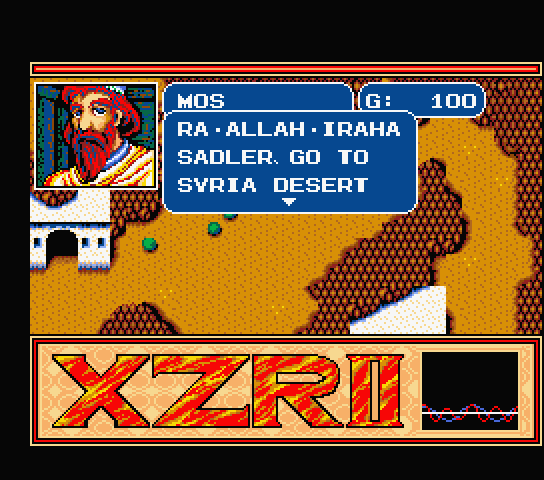 MOS
G: 100
RA·ALLAH·IRAHA
SADLER、GO TO
SYRIA DESERT
XZRII